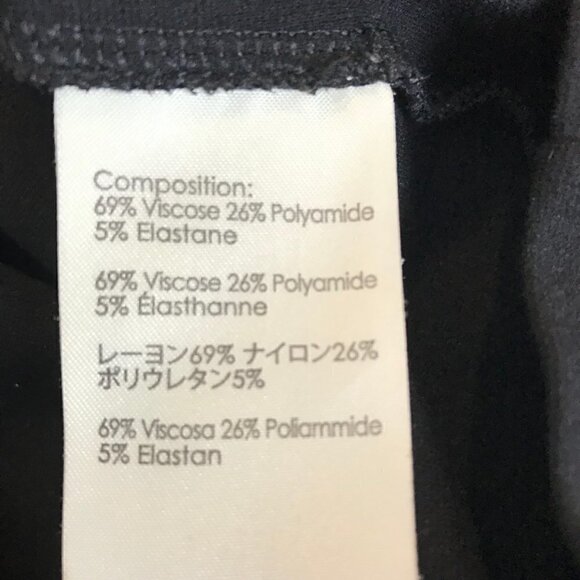 Composition:
69% Viscose 26% Polyamide
5% Elastane
69% Viscose 26% Polyamide
5% Élasthanne
レーヨン69% ナイロン26%
ポリウレタン5%
69% Viscosa 26% Poliammide
5% Elastan